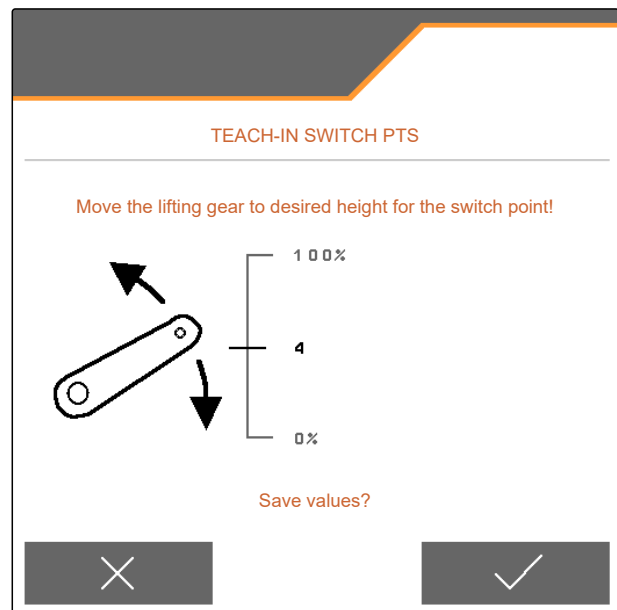 TEACH-IN SWITCH PTS
Move the lifting gear to desired height for the switch point!
100%
4
0%
Save values?